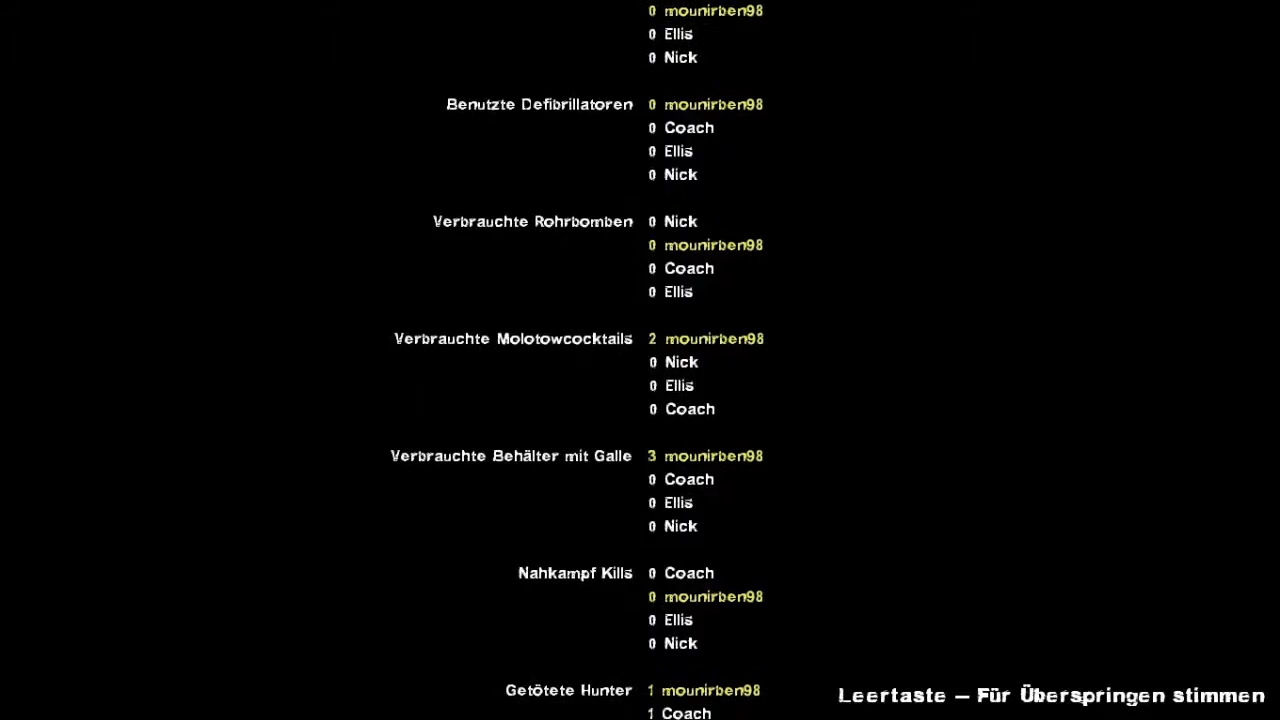 0 mounirben98
0 Ellis
0 Nick
Benutzte Defibrillatoren 0 mounirben98
0 Coach
0 Ellis
0 Nick
Verbrauchte Rohrbomben 0 Nick
0 mounirben98
0 Coach
0 Ellis
Verbrauchte Molotowcocktails 2 mounirben98
0 Nick
0 Ellis
0 Coach
Verbrauchte Behälter mit Galle 3 mounirben98
0 Coach
0 Ellis
0 Nick
Nahkampf Kills 0 Coach
0 mounirben98
0 Ellis
0 Nick
Getötete Hunter 1 mounirben98
1 Coach
Leertaste – Für Überspringen stimmen